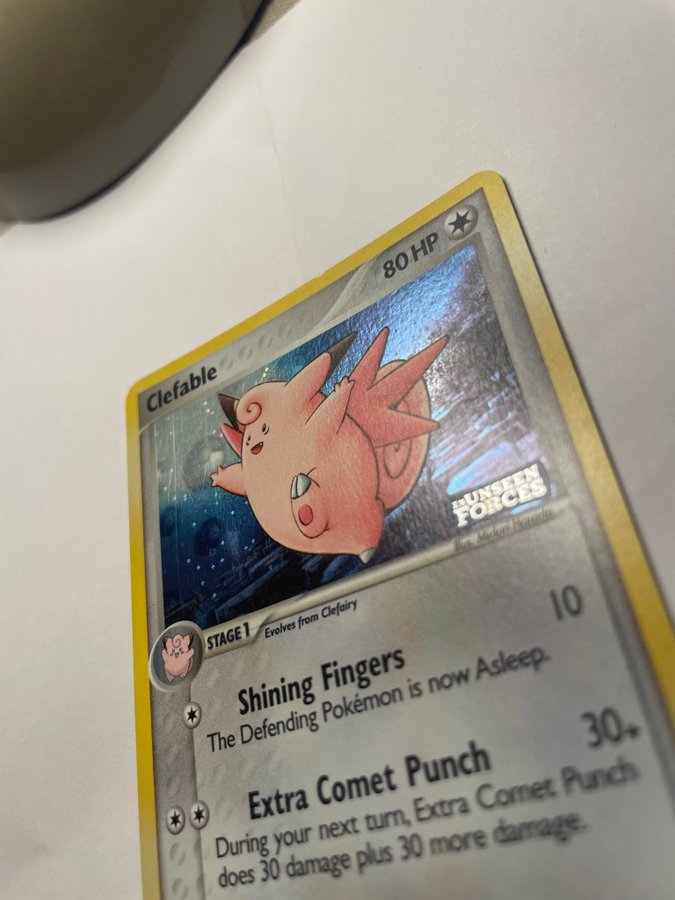 Clefable 80 HP
EX UNSEEN
FORCES
STAGE 1 Evolves from Clefairy
Shining Fingers 10
The Defending Pokémon is now Asleep.
Extra Comet Punch 30+
During your next turn, Extra Comet Punch
does 30 damage plus 30 more damage.